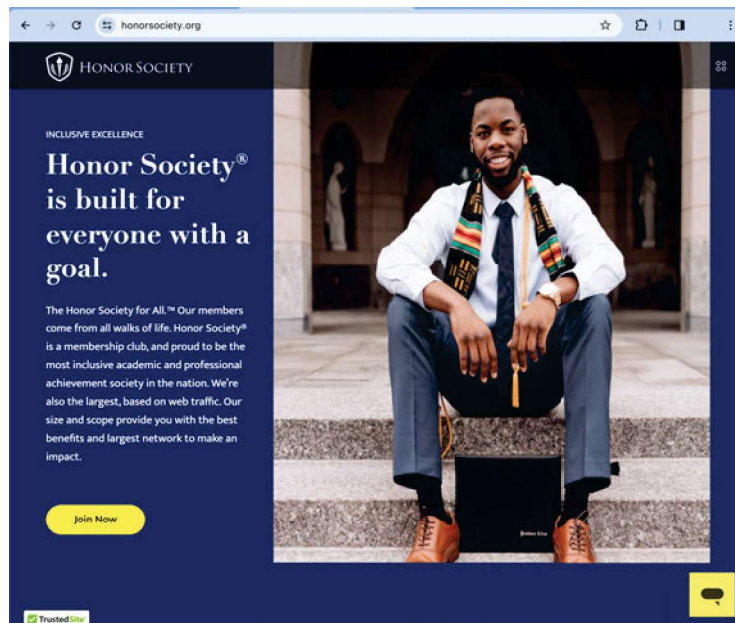 honorsociety.org
HONOR SOCIETY
INCLUSIVE EXCELLENCE
Honor Society®
is built for
everyone with a
goal.
The Honor Society for All.™ Our members
come from all walks of life. Honor Society®
is a membership club, and proud to be the
most inclusive academic and professional
achievement society in the nation. We’re
also the largest, based on web traffic. Our
size and scope provide you with the best
benefits and largest network to make an
impact.
Join Now
TrustedSite